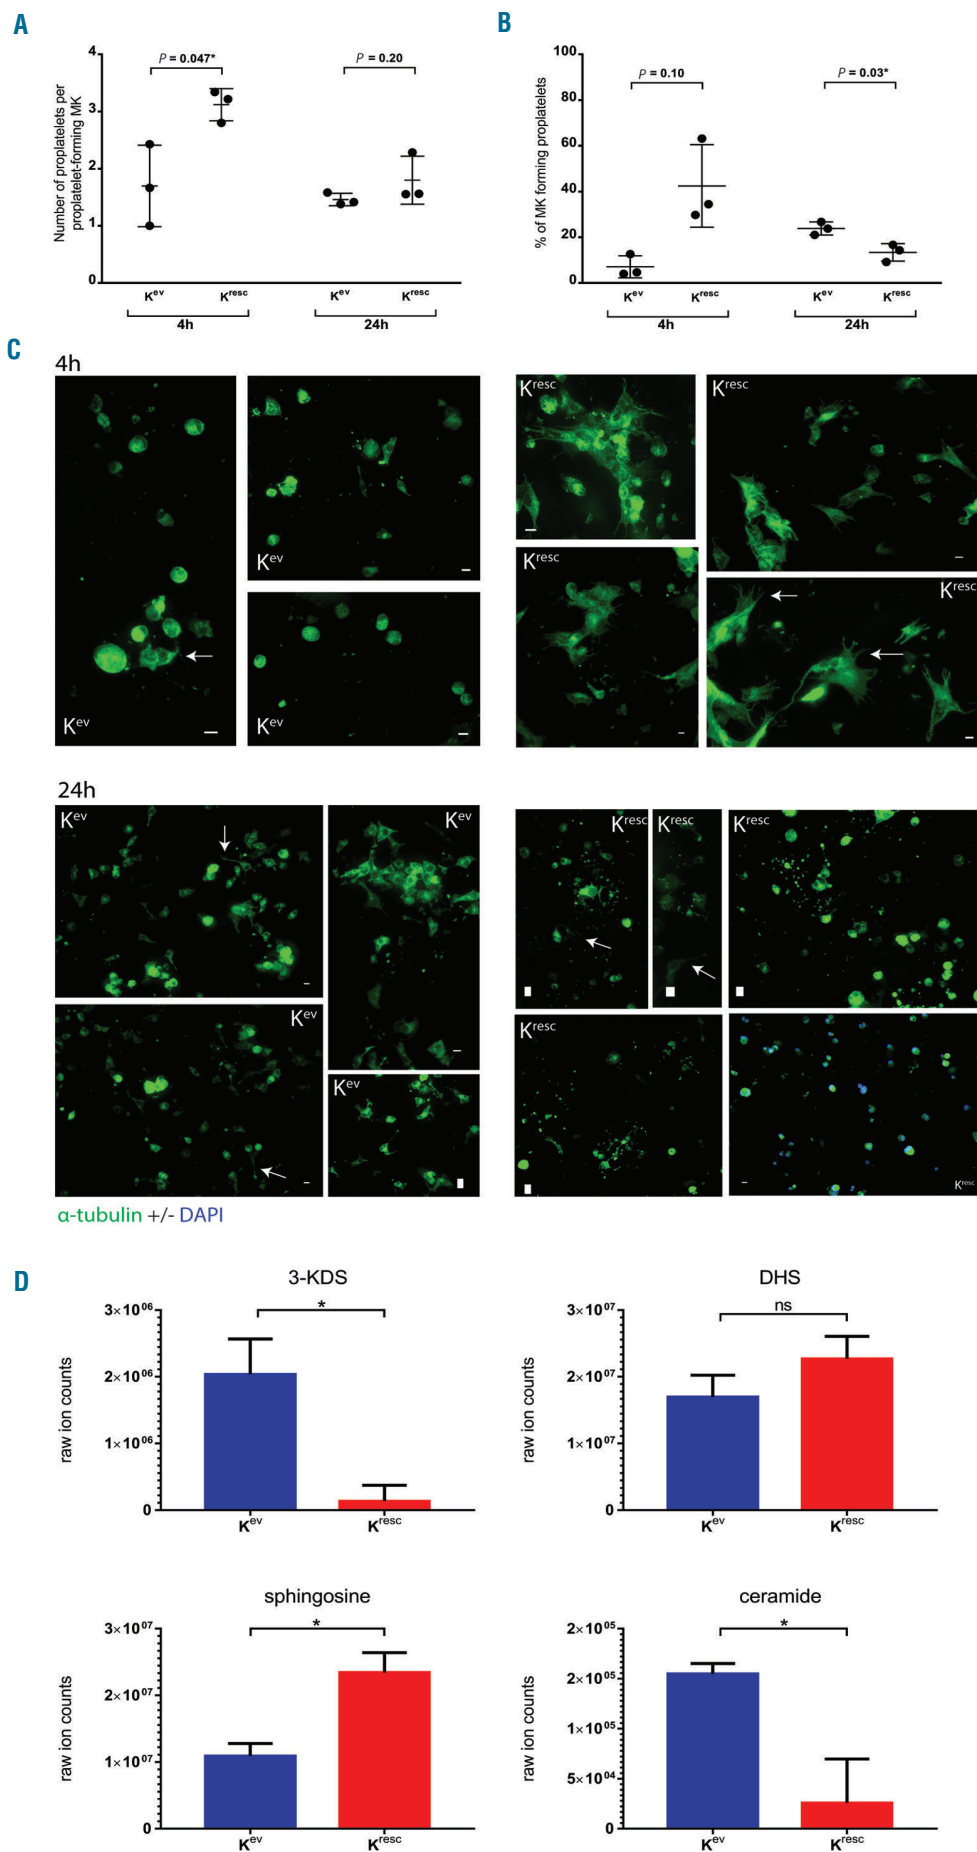 A
Number of proplatelets per
proplatelet-forming MK
4
3
2
1
0
P = 0.047*
P = 0.20
Kev
Kresc
Kev
Kresc
4h
24h
B
% of MK forming proplatelets
100
80
60
40
20
0
P = 0.10
P = 0.03*
Kev
Kresc
Kev
Kresc
4h
24h
C
4h
Kev
Kev
Kev
Kresc
Kresc
Kresc
Kresc
24h
Kev
Kev
Kev
Kev
Kresc
Kresc
Kresc
Kresc
Kresc
α-tubulin +/- DAPI
D
3-KDS
raw ion counts
3×10⁰⁶
2×10⁰⁶
1×10⁰⁶
0
*
Kev
Kresc
DHS
raw ion counts
3×10⁰⁷
2×10⁰⁷
1×10⁰⁷
0
ns
Kev
Kresc
sphingosine
raw ion counts
3×10⁰⁷
2×10⁰⁷
1×10⁰⁷
0
*
Kev
Kresc
ceramide
raw ion counts
2×10⁰⁵
2×10⁰⁵
1×10⁰⁵
5×10⁰⁴
0
*
Kev
Kresc